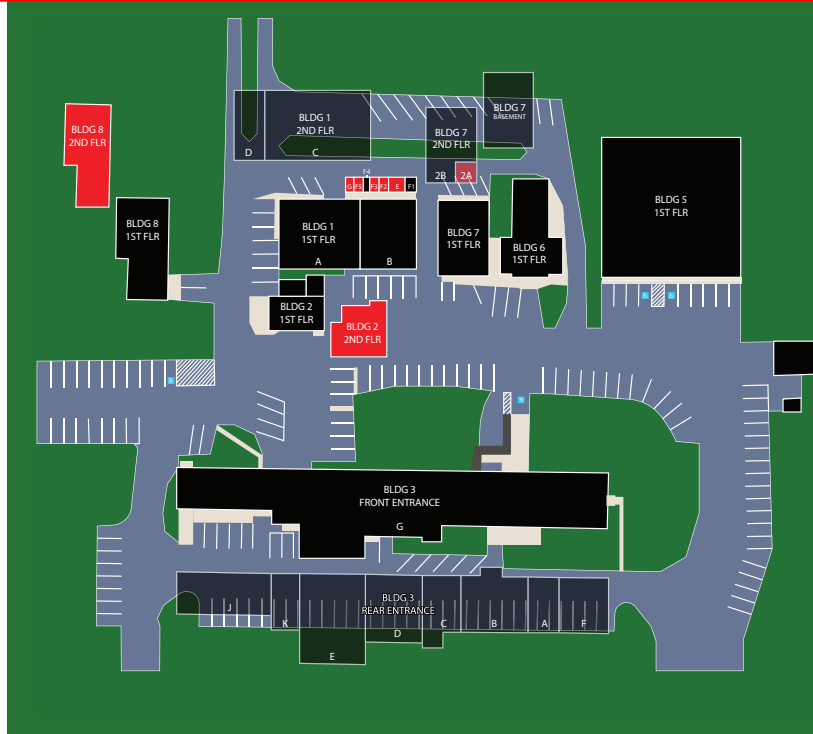 BLDG 8
2ND FLR
BLDG 1
2ND FLR
D
C
BLDG 7
BASEMENT
BLDG 7
2ND FLR
2B
2A
F4
G
F5
F3
F2
E
F1
BLDG 5
1ST FLR
BLDG 8
1ST FLR
BLDG 1
1ST FLR
A
B
BLDG 7
1ST FLR
BLDG 6
1ST FLR
BLDG 2
1ST FLR
BLDG 2
2ND FLR
BLDG 3
FRONT ENTRANCE
G
BLDG 3
REAR ENTRANCE
J
K
E
D
C
B
A
F